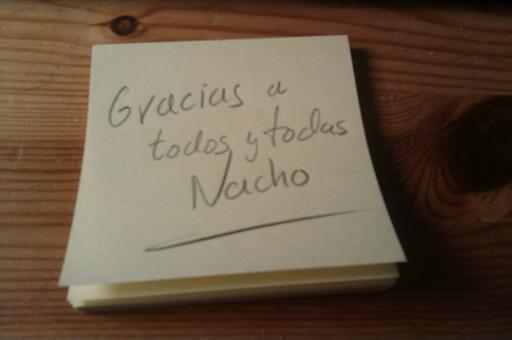 Gracias a
todos y todas
Nacho